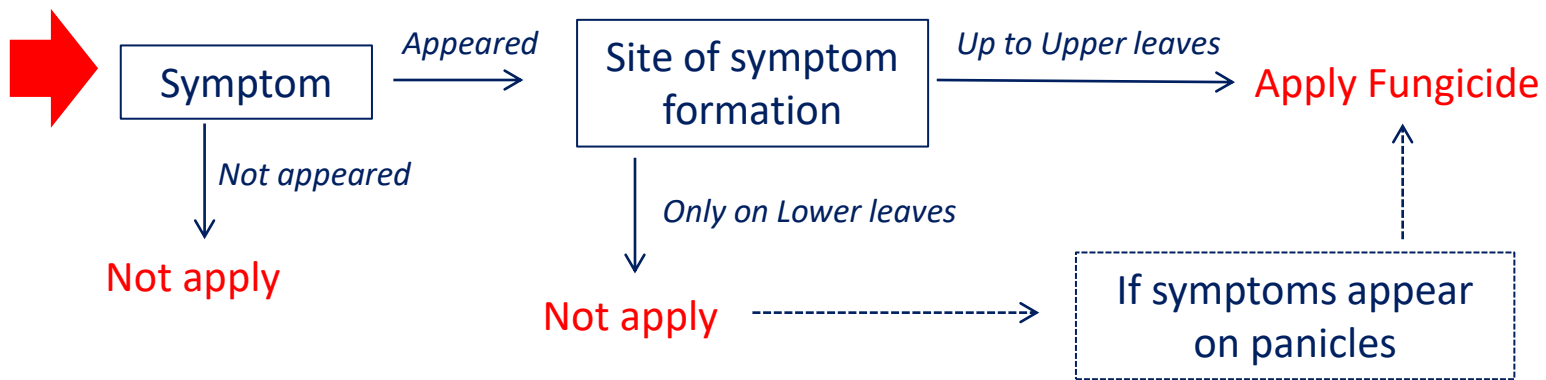 Symptom
Appeared
Site of symptom
formation
Up to Upper leaves
Apply Fungicide
Not appeared
Not apply
Only on Lower leaves
Not apply
If symptoms appear
on panicles